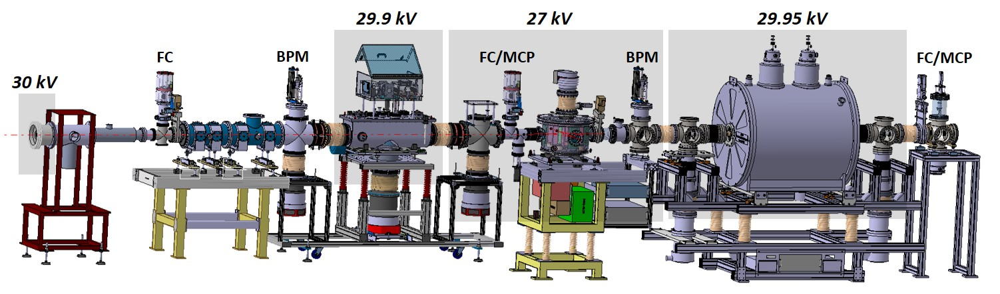 29.9 kV
27 kV
29.95 kV
FC
BPM
FC/MCP
BPM
FC/MCP
30 kV